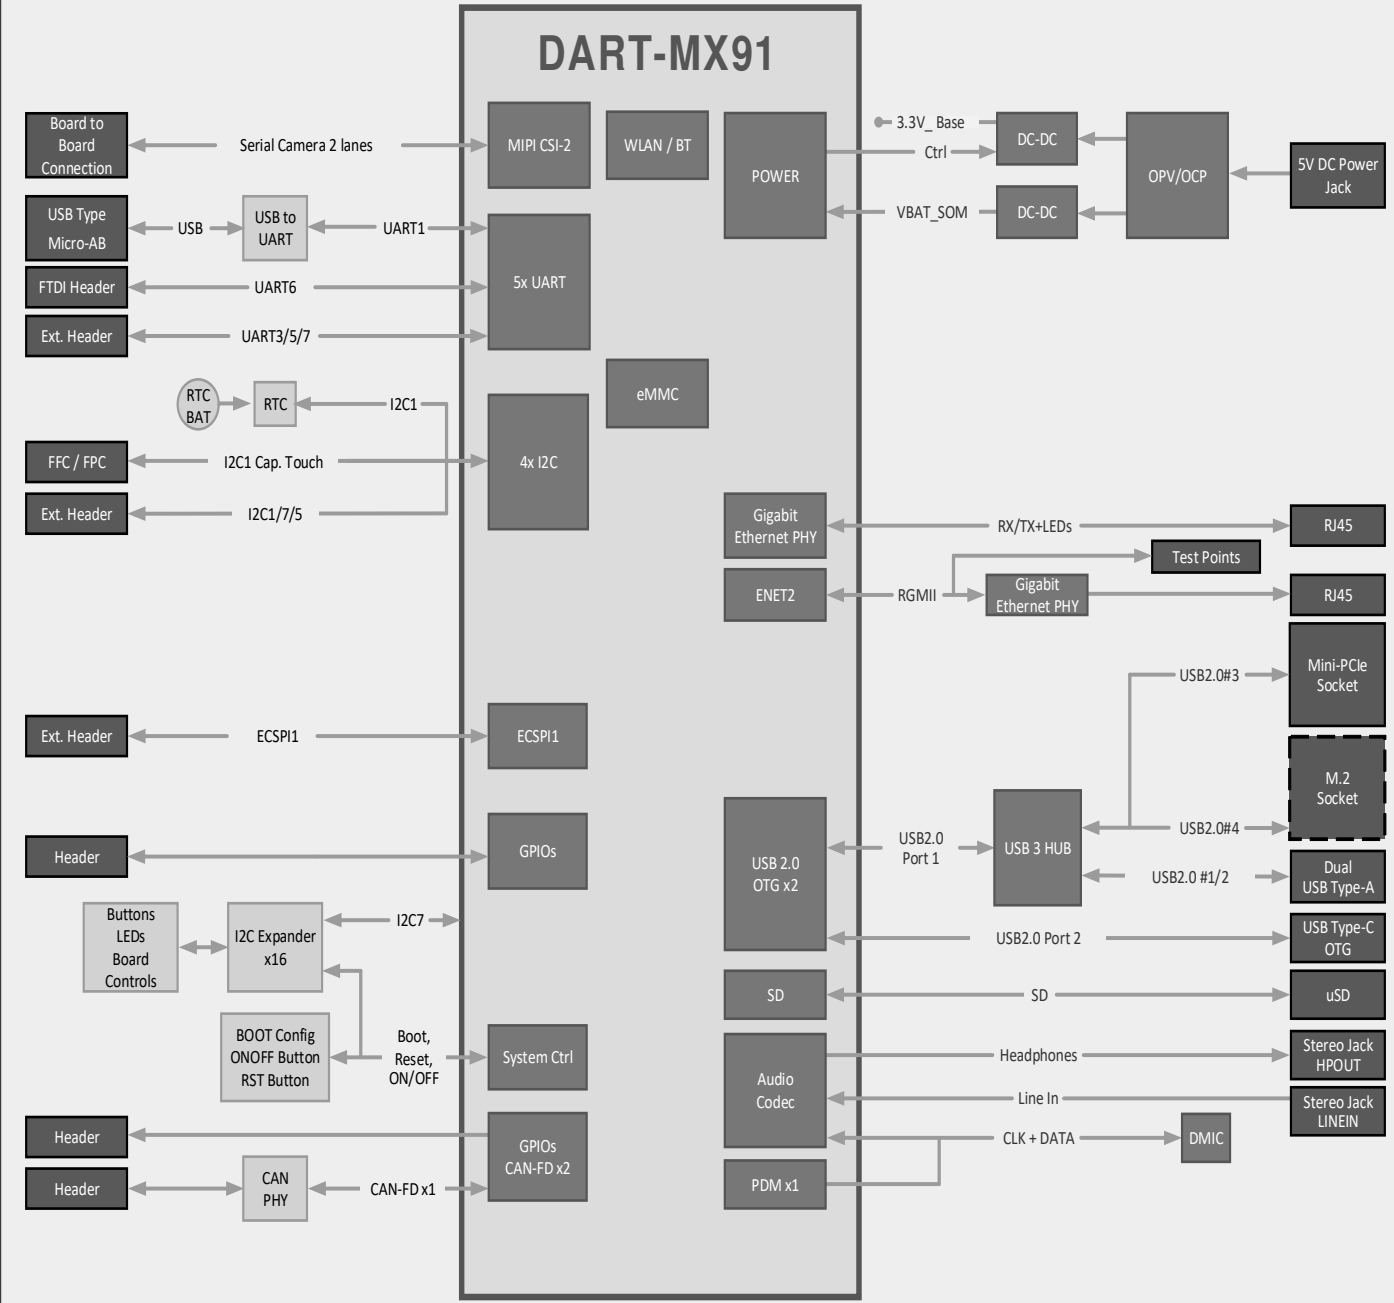 DART-MX91
Board to
Board
Connection
Serial Camera 2 lanes
MIPI CSI-2
WLAN / BT
POWER
3.3V_ Base
Ctrl
DC-DC
VBAT_SOM
DC-DC
OPV/OCP
5V DC Power
Jack
USB Type
Micro-AB
USB
USB to
UART
UART1
5x UART
FTDI Header
UART6
Ext. Header
UART3/5/7
eMMC
RTC
BAT
RTC
I2C1
4x I2C
FFC / FPC
I2C1 Cap. Touch
Ext. Header
I2C1/7/5
Gigabit
Ethernet PHY
RX/TX+LEDs
RJ45
Test Points
ENET2
RGMII
Gigabit
Ethernet PHY
RJ45
USB2.0#3
Mini-PCIe
Socket
Ext. Header
ECSPI1
ECSPI1
M.2
Socket
USB2.0#4
USB 2.0
OTG x2
USB2.0
Port 1
USB 3 HUB
USB2.0 #1/2
Dual
USB Type-A
Header
GPIOs
USB2.0 Port 2
USB Type-C
OTG
Buttons
LEDs
Board
Controls
I2C Expander
x16
I2C7
SD
SD
uSD
BOOT Config
ONOFF Button
RST Button
Boot,
Reset,
ON/OFF
System Ctrl
Audio
Codec
Headphones
Stereo Jack
HPOUT
Line In
Stereo Jack
LINEIN
CLK + DATA
DMIC
Header
GPIOs
CAN-FD x2
Header
CAN
PHY
CAN-FD x1
PDM x1